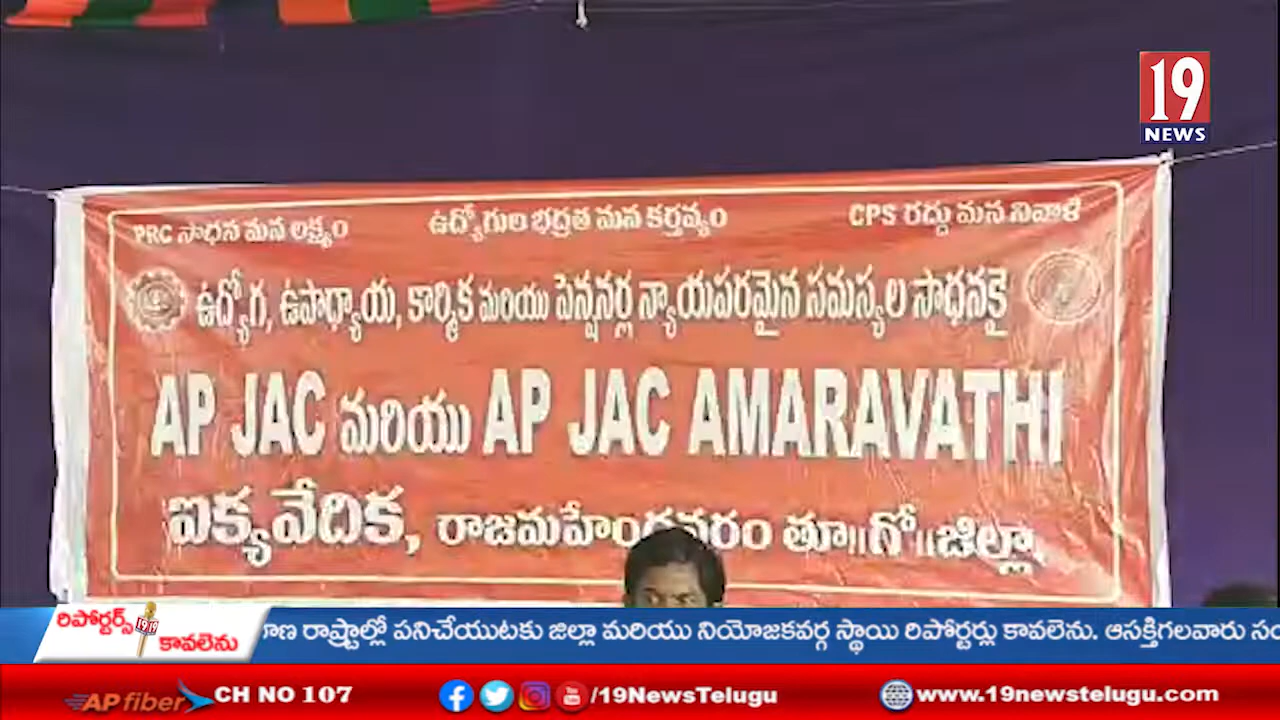 19
NEWS
PRC సాధన మన లక్ష్యం ఉద్యోగుల భద్రత మన కర్తవ్యం CPS రద్దు మన నివాళి
ఉద్యోగ, ఉపాధ్యాయ, కార్మిక మరియు పెన్షనర్ల న్యాయపరమైన సమస్యల సాధనకై
AP JAC మరియు AP JAC AMARAVATHI
ఐక్యవేదిక, రాజమహేంద్రవరం తూ॥గో॥జిల్లా.
రిపోర్టర్స్
కావలెను
రాష్ట్రాల్లో పనిచేయుటకు జిల్లా మరియు నియోజకవర్గ స్థాయి రిపోర్టర్లు కావలెను. ఆసక్తిగలవారు
AP fiber CH NO 107 /19NewsTelugu www.19newstelugu.com